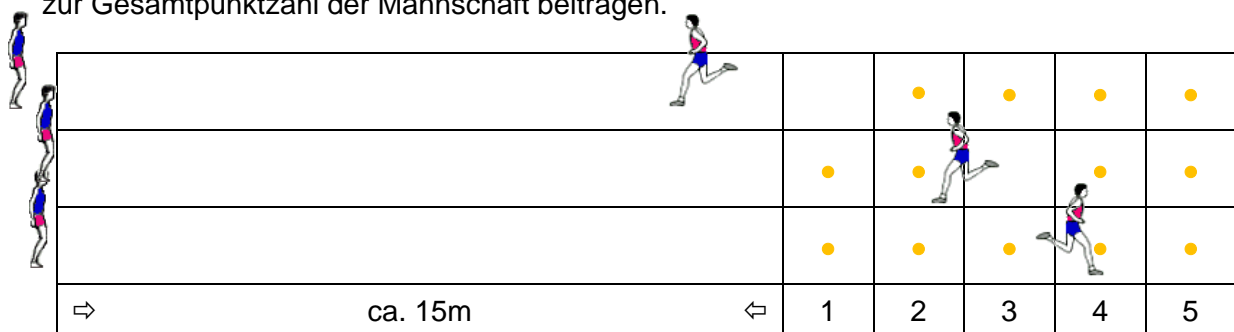 zur Gesamtpunktzahl der Mannschaft beitragen.
⇨ ca. 15m ⇦ 1 2 3 4 5